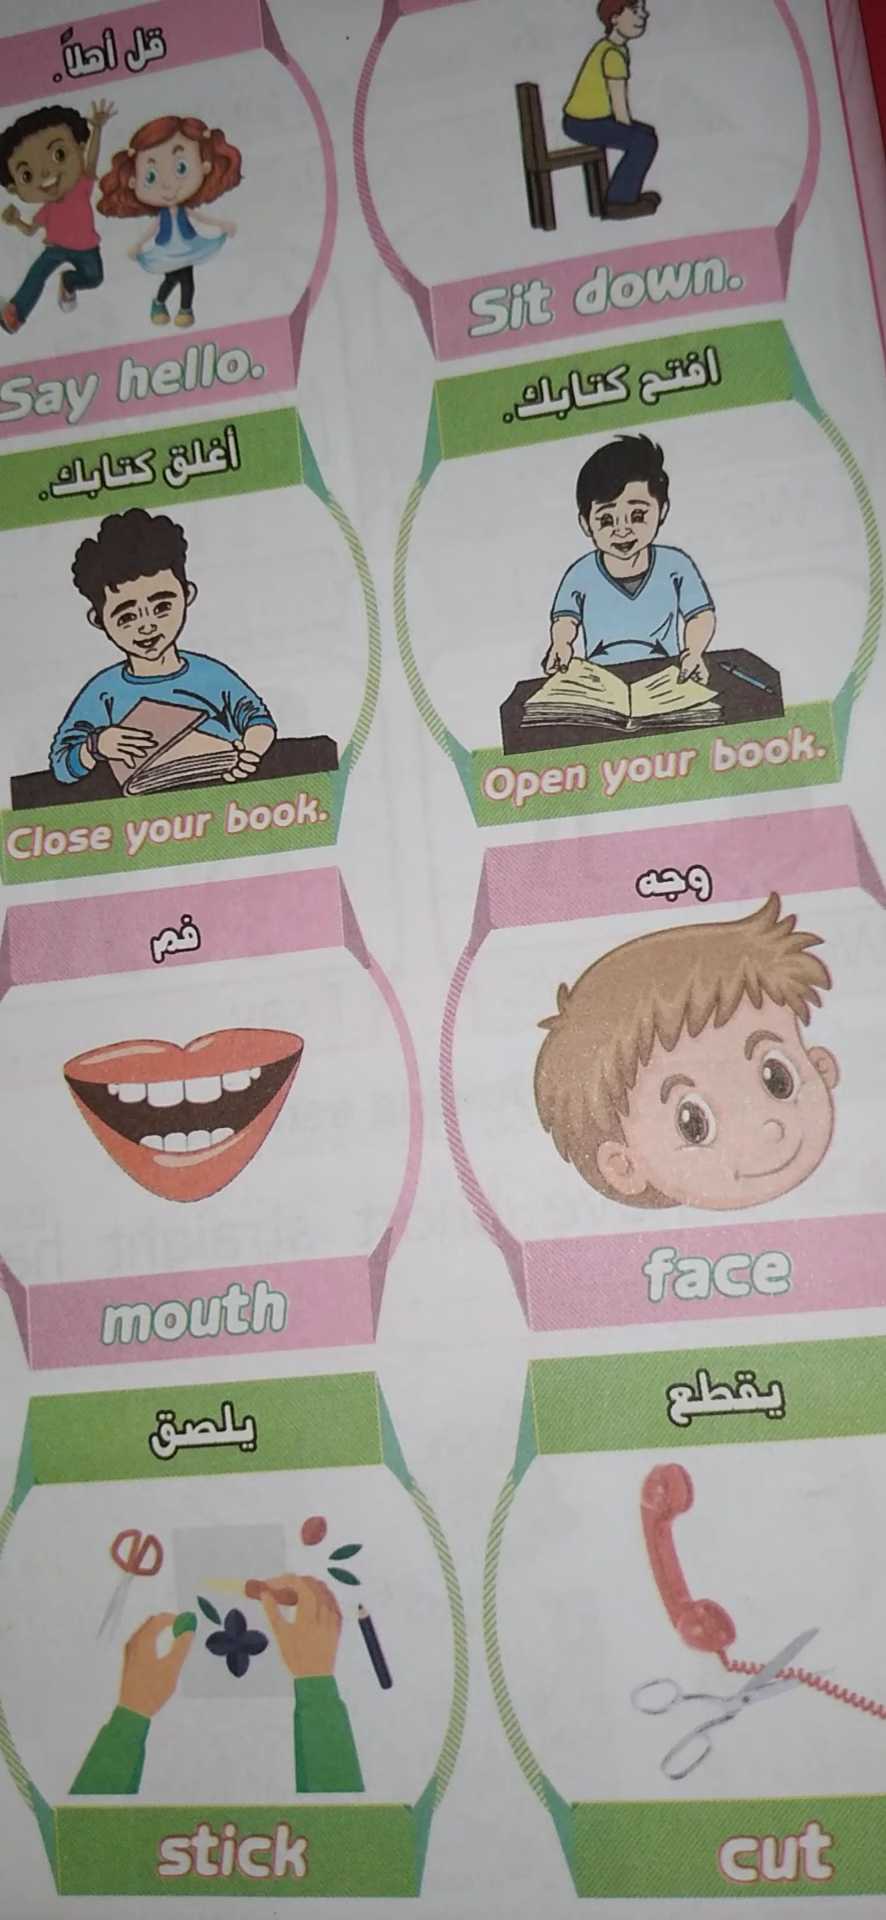 قل أهلاً.
Say hello.
Sit down.
أغلق كتابك.
Close your book.
افتح كتابك.
Open your book.
فم
mouth
وجه
face
يلصق
stick
يقطع
cut